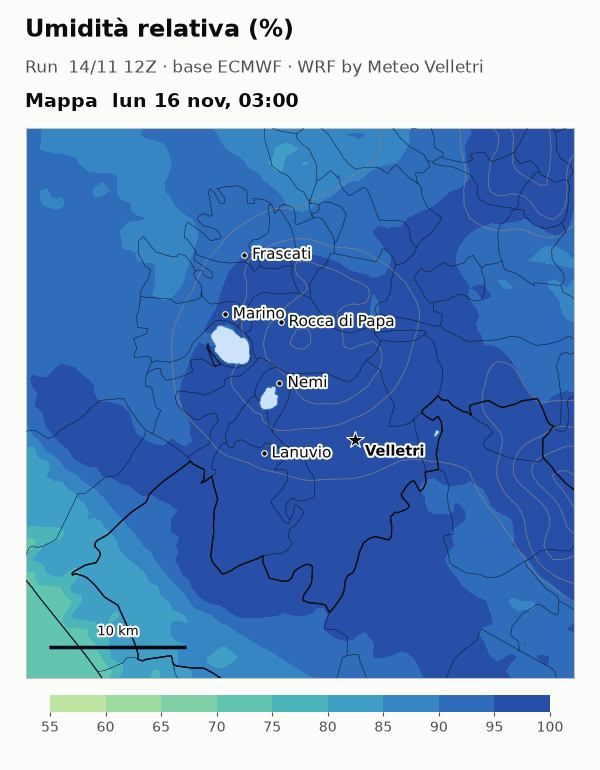 Umidità relativa (%)
Run  14/11 12Z · base ECMWF · WRF by Meteo Velletri
Mappa  lun 16 nov, 03:00
Frascati
Marino
Rocca di Papa
Nemi
Velletri
Lanuvio
10 km
55 60 65 70 75 80 85 90 95 100